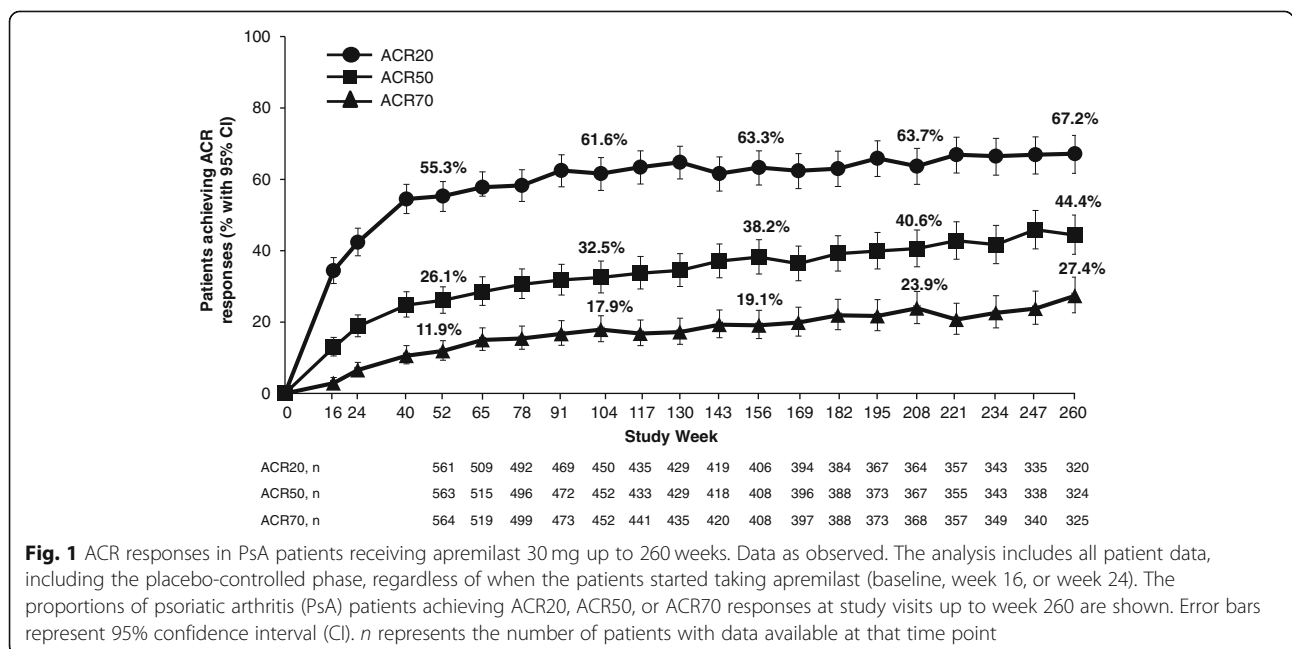 100
80
60
40
20
0
Patients achieving ACR
responses (% with 95% CI)
ACR20
ACR50
ACR70
55.3%
61.6%
63.3%
63.7%
67.2%
26.1%
32.5%
38.2%
40.6%
44.4%
11.9%
17.9%
19.1%
23.9%
27.4%
0 16 24 40 52 65 78 91 104 117 130 143 156 169 182 195 208 221 234 247 260
Study Week
ACR20, n 561 509 492 469 450 435 429 419 406 394 384 367 364 357 343 335 320
ACR50, n 563 515 496 472 452 433 429 418 408 396 388 373 367 355 343 338 324
ACR70, n 564 519 499 473 452 441 435 420 408 397 388 373 368 357 349 340 325
Fig. 1 ACR responses in PsA patients receiving apremilast 30 mg up to 260 weeks. Data as observed. The analysis includes all patient data,
including the placebo-controlled phase, regardless of when the patients started taking apremilast (baseline, week 16, or week 24). The
proportions of psoriatic arthritis (PsA) patients achieving ACR20, ACR50, or ACR70 responses at study visits up to week 260 are shown. Error bars
represent 95% confidence interval (CI). n represents the number of patients with data available at that time point